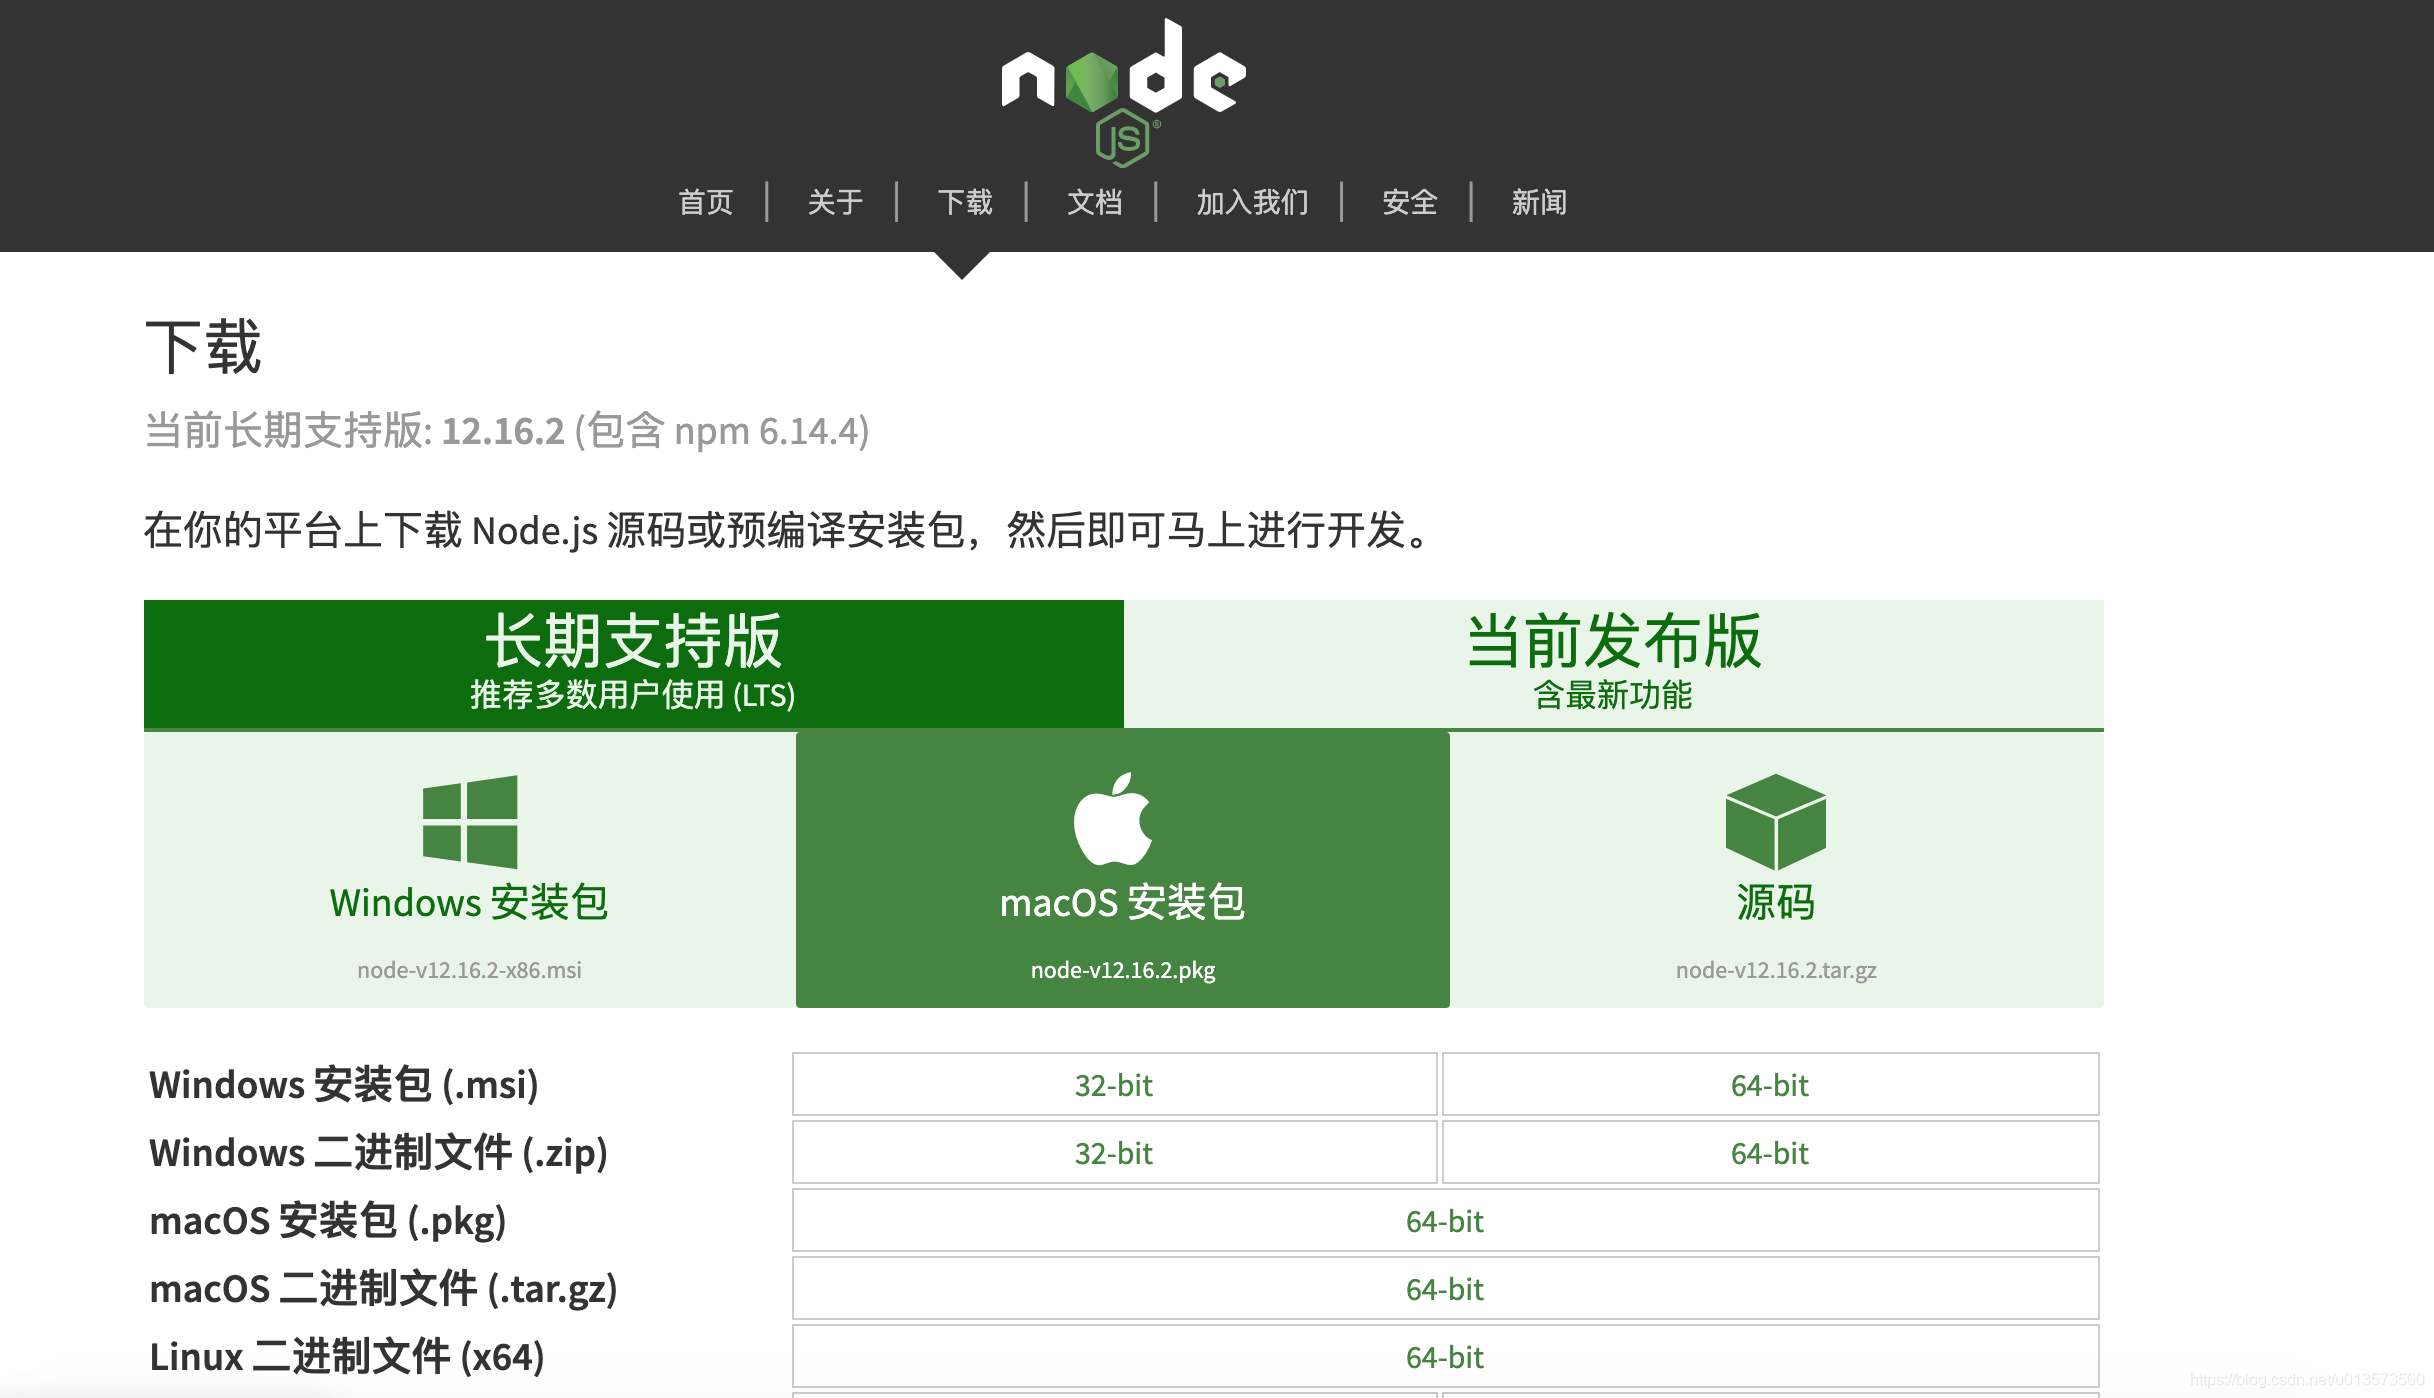 node
JS®
首页 关于 下载 文档 加入我们 安全 新闻
下载
当前长期支持版: 12.16.2 (包含 npm 6.14.4)
在你的平台上下载 Node.js 源码或预编译安装包，然后即可马上进行开发。
长期支持版
推荐多数用户使用 (LTS)
当前发布版
含最新功能
Windows 安装包
node-v12.16.2-x86.msi
macOS 安装包
node-v12.16.2.pkg
源码
node-v12.16.2.tar.gz
Windows 安装包 (.msi) 32-bit 64-bit
Windows 二进制文件 (.zip) 32-bit 64-bit
macOS 安装包 (.pkg) 64-bit
macOS 二进制文件 (.tar.gz) 64-bit
Linux 二进制文件 (x64) 64-bit
https://blog.csdn.net/u013573560